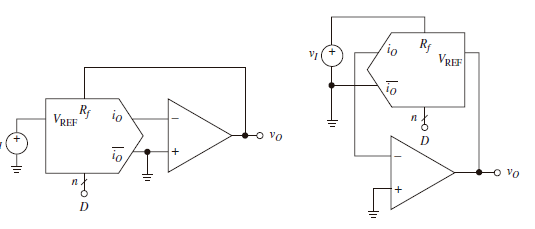 V_REF R_f i_O
i̅_O̅
− +
v_O
n
D
+
v_I +
i_O R_f V_REF
i̅_O̅
n
D
− +
v_O